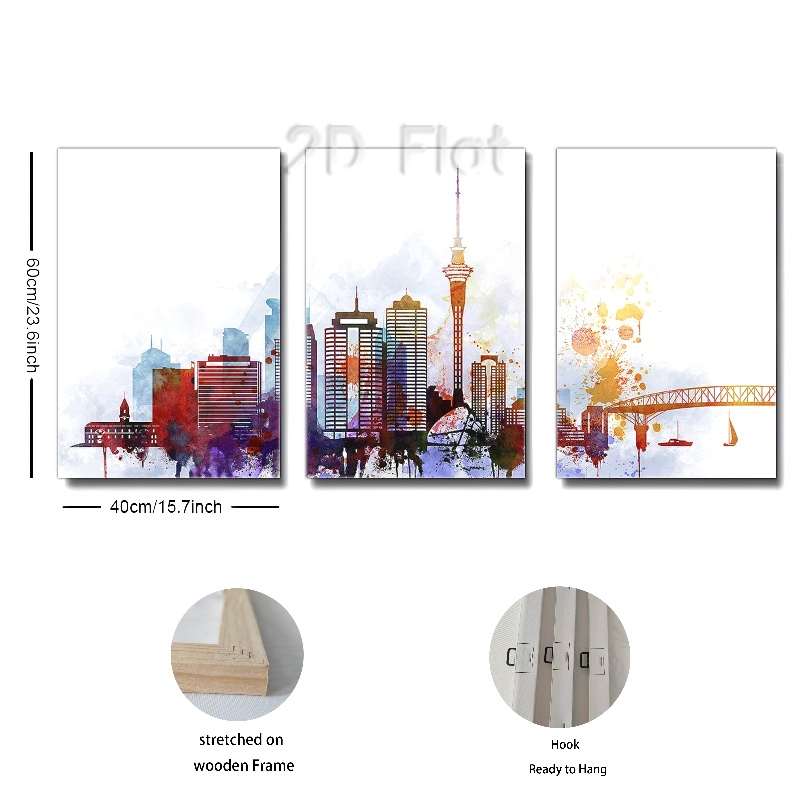 2D Flat
60cm/23.6inch
40cm/15.7inch
stretched on
wooden Frame
Hook
Ready to Hang